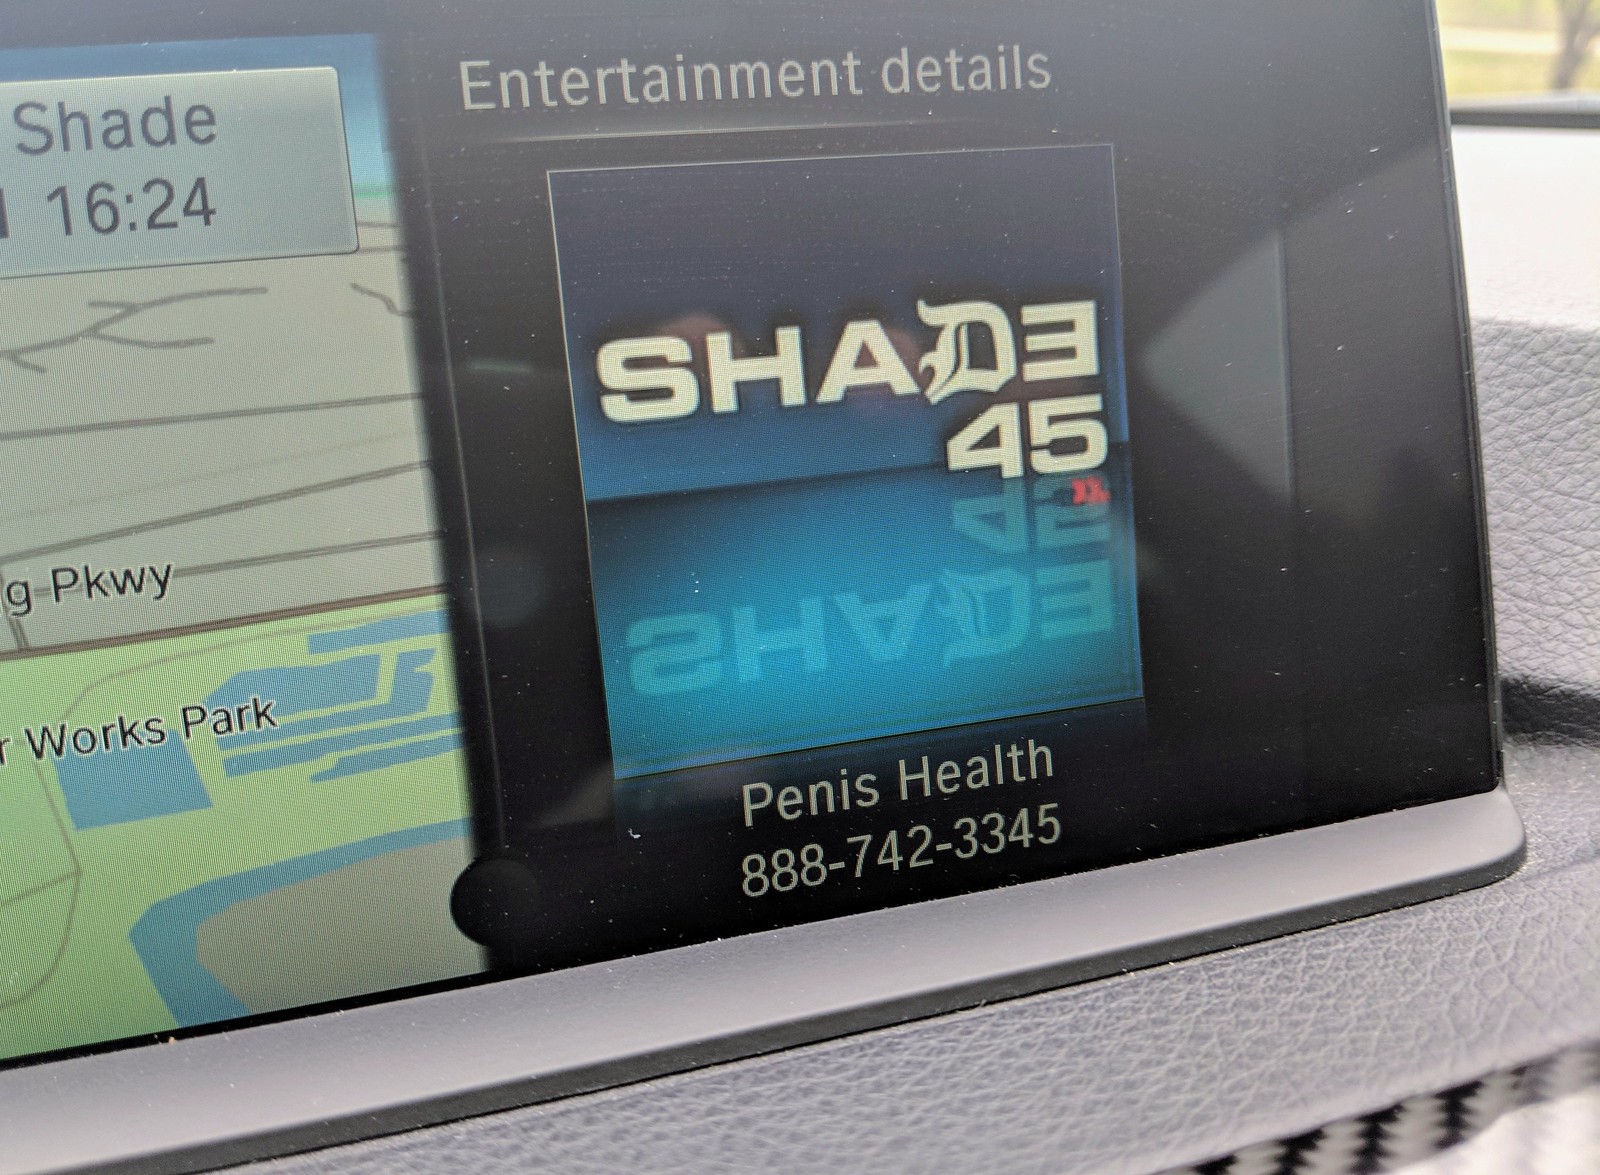 Shade
16:24
Entertainment details
SHADE
45
g Pkwy
r Works Park
Penis Health
888-742-3345